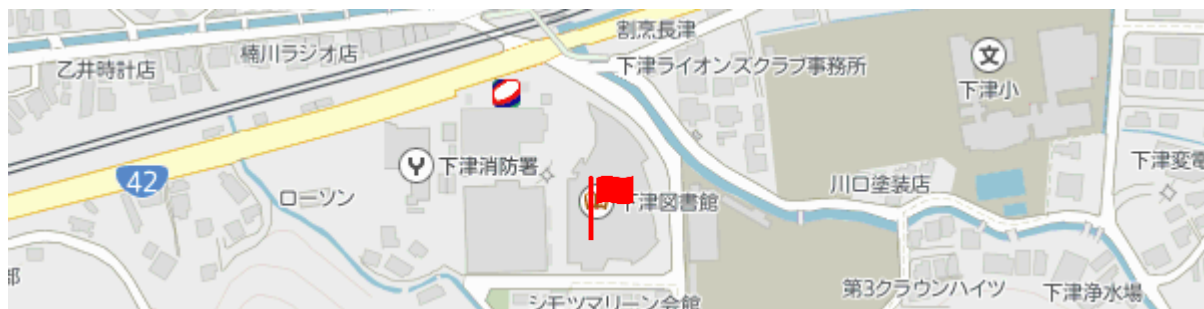 割烹長津
楠川ラジオ店
乙井時計店
下津ライオンズクラブ事務所
文
下津小
42
下津消防署
下津変電
ローソン
川口塗装店
下津図書館
部
第3クラウンハイツ
下津浄水場
シモツマリーン会館